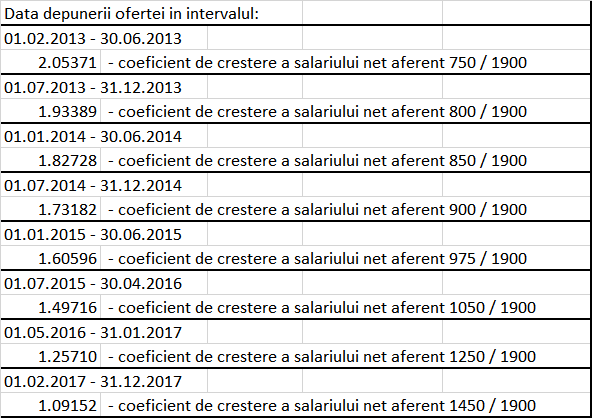 Data depunerii ofertei in intervalul:
01.02.2013 - 30.06.2013
2.05371 - coeficient de crestere a salariului net aferent 750 / 1900
01.07.2013 - 31.12.2013
1.93389 - coeficient de crestere a salariului net aferent 800 / 1900
01.01.2014 - 30.06.2014
1.82728 - coeficient de crestere a salariului net aferent 850 / 1900
01.07.2014 - 31.12.2014
1.73182 - coeficient de crestere a salariului net aferent 900 / 1900
01.01.2015 - 30.06.2015
1.60596 - coeficient de crestere a salariului net aferent 975 / 1900
01.07.2015 - 30.04.2016
1.49716 - coeficient de crestere a salariului net aferent 1050 / 1900
01.05.2016 - 31.01.2017
1.25710 - coeficient de crestere a salariului net aferent 1250 / 1900
01.02.2017 - 31.12.2017
1.09152 - coeficient de crestere a salariului net aferent 1450 / 1900